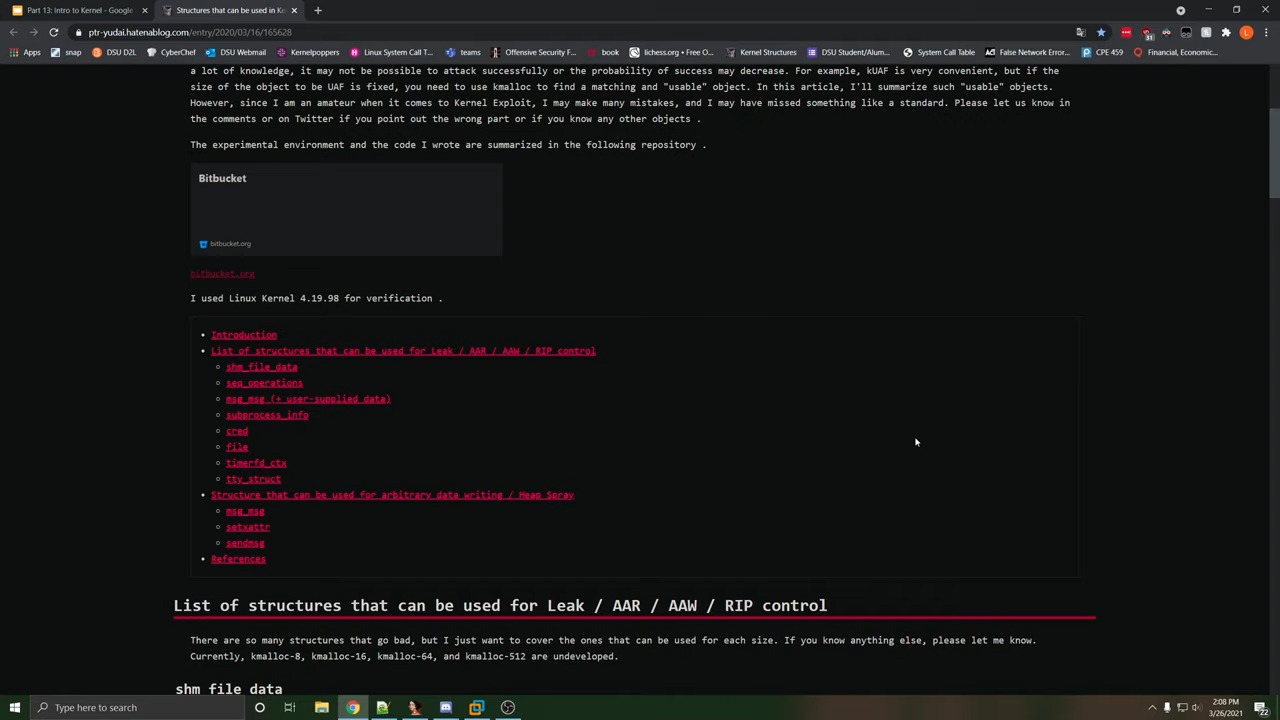 Part 13: Intro to Kernel - Google
Structures that can be used in Ke
ptr-yudai.hatenablog.com/entry/2020/03/16/165628
Apps snap DSU D2L CyberChef DSU Webmail Kernelpoppers Linux System Call T... teams Offensive Security F... book lichess.org • Free O... Kernel Structures DSU Student/Alum... System Call Table False Negative Error... CPE 459 Financial, Economic...
a lot of knowledge, it may not be possible to attack successfully or the probability of success may decrease. For example, kUAF is very convenient, but if the
size of the object to be UAF is fixed, you need to use kmalloc to find a matching and "usable" object. In this article, I'll summarize such "usable" objects.
However, since I am an amateur when it comes to Kernel Exploit, I may make many mistakes, and I may have missed something like a standard. Please let us know in
the comments or on Twitter if you point out the wrong part or if you know any other objects .
The experimental environment and the code I wrote are summarized in the following repository .
Bitbucket
bitbucket.org
bitbucket.org
I used Linux Kernel 4.19.98 for verification .
Introduction
List of structures that can be used for Leak / AAR / AAW / RIP control
shm_file_data
seq_operations
msg_msg (+ user-supplied data)
subprocess_info
cred
file
timerfd_ctx
tty_struct
Structure that can be used for arbitrary data writing / Heap Spray
msg_msg
setxattr
sendmsg
References
List of structures that can be used for Leak / AAR / AAW / RIP control
There are so many structures that go bad, but I just want to cover the ones that can be used for each size. If you know anything else, please let me know.
Currently, kmalloc-8, kmalloc-16, kmalloc-64, and kmalloc-512 are undeveloped.
shm_file_data
Type here to search
2:08 PM
3/26/2021
22